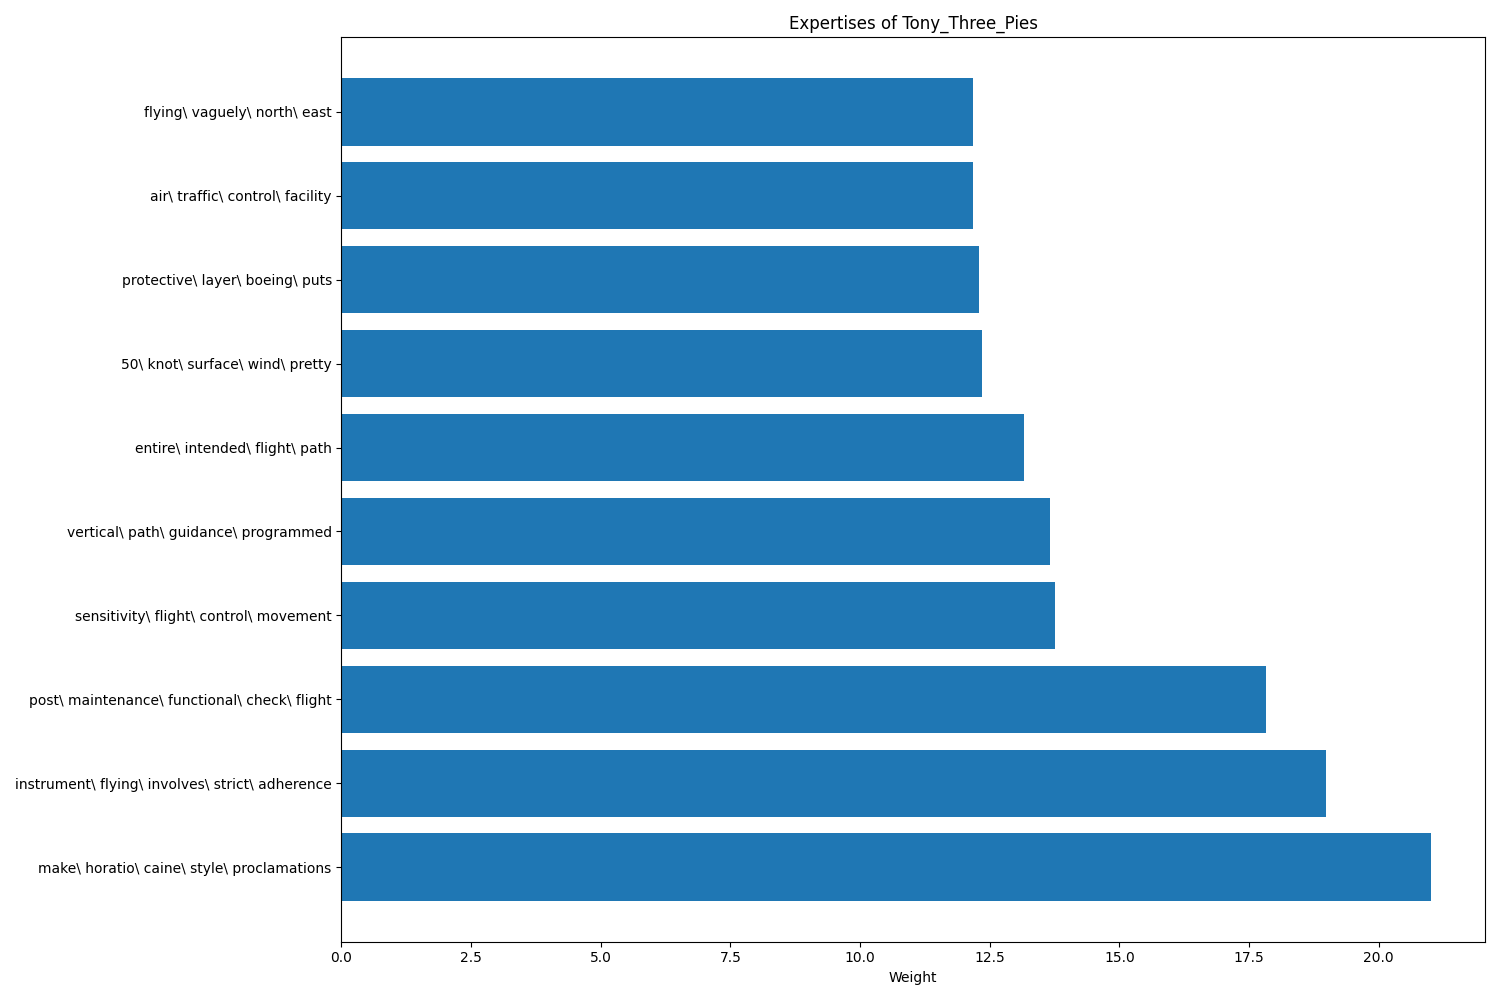 Expertises of Tony_Three_Pies
flying\ vaguely\ north\ east
air\ traffic\ control\ facility
protective\ layer\ boeing\ puts
50\ knot\ surface\ wind\ pretty
entire\ intended\ flight\ path
vertical\ path\ guidance\ programmed
sensitivity\ flight\ control\ movement
post\ maintenance\ functional\ check\ flight
instrument\ flying\ involves\ strict\ adherence
make\ horatio\ caine\ style\ proclamations
0.0 2.5 5.0 7.5 10.0 12.5 15.0 17.5 20.0
Weight